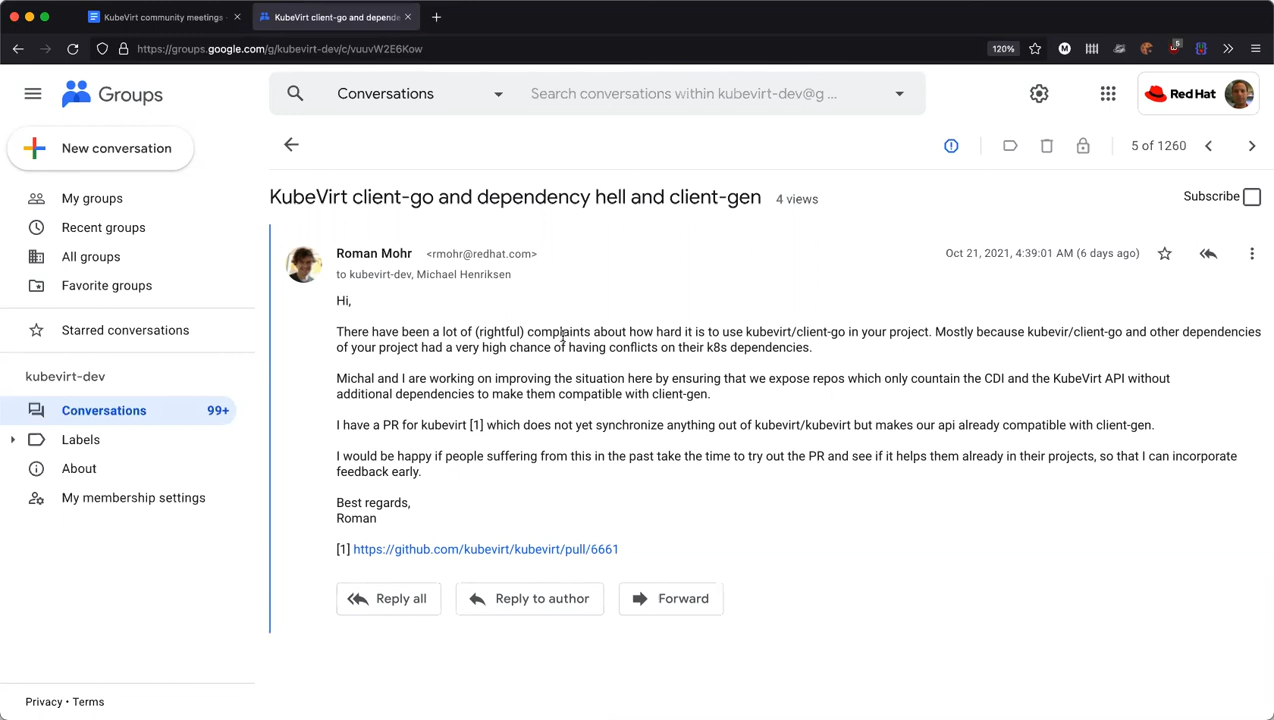 KubeVirt community meetings
KubeVirt client-go and depende
https://groups.google.com/g/kubevirt-dev/c/vuuvW2E6Kow
120%
M
5
Groups
Conversations
Search conversations within kubevirt-dev@g ...
Red Hat
New conversation
5 of 1260
My groups
Recent groups
All groups
Favorite groups
Starred conversations
kubevirt-dev
Conversations 99+
Labels
About
My membership settings
Privacy • Terms
KubeVirt client-go and dependency hell and client-gen 4 views
Subscribe
Roman Mohr <rmohr@redhat.com>
Oct 21, 2021, 4:39:01 AM (6 days ago)
to kubevirt-dev, Michael Henriksen
Hi,
There have been a lot of (rightful) complaints about how hard it is to use kubevirt/client-go in your project. Mostly because kubevir/client-go and other dependencies
of your project had a very high chance of having conflicts on their k8s dependencies.
Michal and I are working on improving the situation here by ensuring that we expose repos which only countain the CDI and the KubeVirt API without
additional dependencies to make them compatible with client-gen.
I have a PR for kubevirt [1] which does not yet synchronize anything out of kubevirt/kubevirt but makes our api already compatible with client-gen.
I would be happy if people suffering from this in the past take the time to try out the PR and see if it helps them already in their projects, so that I can incorporate
feedback early.
Best regards,
Roman
[1] https://github.com/kubevirt/kubevirt/pull/6661
Reply all
Reply to author
Forward